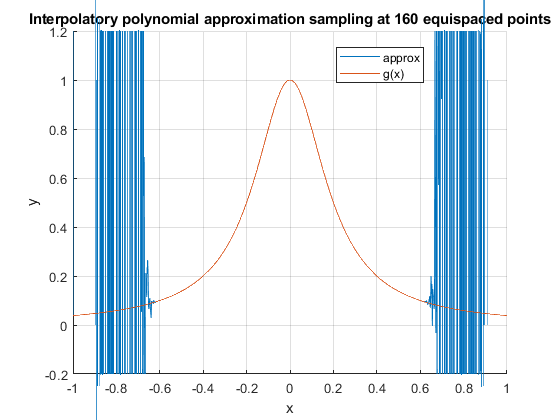 Interpolatory polynomial approximation sampling at 160 equispaced points
1.2
1
0.8
0.6
0.4
0.2
0
-0.2
y
approx
g(x)
-1 -0.8 -0.6 -0.4 -0.2 0 0.2 0.4 0.6 0.8 1
x